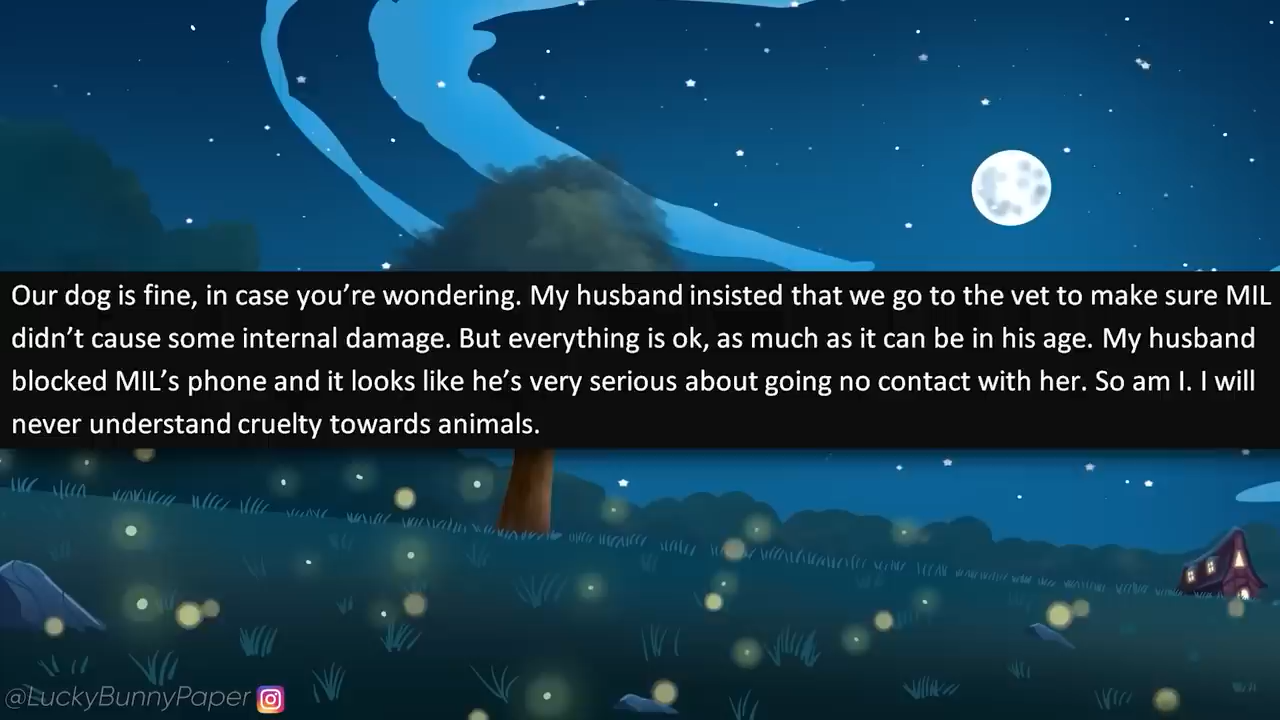 Our dog is fine, in case you’re wondering. My husband insisted that we go to the vet to make sure MIL
didn’t cause some internal damage. But everything is ok, as much as it can be in his age. My husband
blocked MIL’s phone and it looks like he’s very serious about going no contact with her. So am I. I will
never understand cruelty towards animals.
@LuckyBunnyPaper